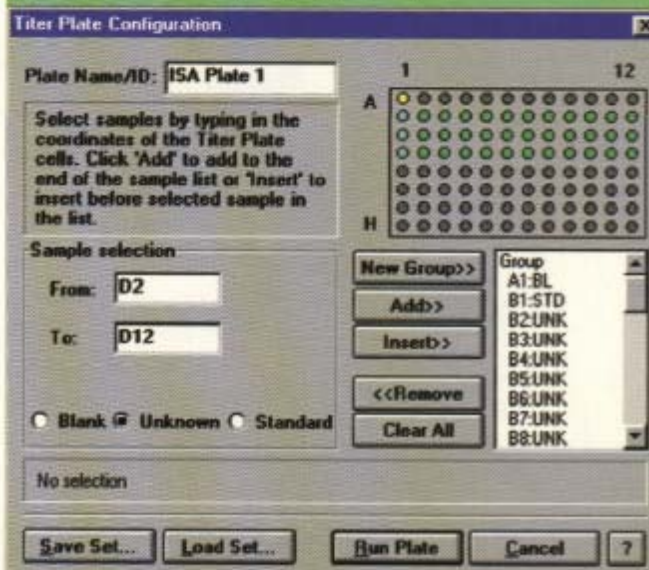 Titer Plate Configuration
Plate Name/ID: ISA Plate 1
1 12
A
H
Select samples by typing in the
coordinates of the Titer Plate
cells. Click 'Add' to add to the
end of the sample list or 'Insert' to
insert before selected sample in
the list.
Sample selection
From: D2
To: D12
Blank Unknown Standard
New Group>>
Add>>
Insert>>
<<Remove
Clear All
Group
A1:BL
B1:STD
B2:UNK
B3:UNK
B4:UNK
B5:UNK
B6:UNK
B7:UNK
B8:UNK
No selection
Save Set... Load Set... Run Plate Cancel ?